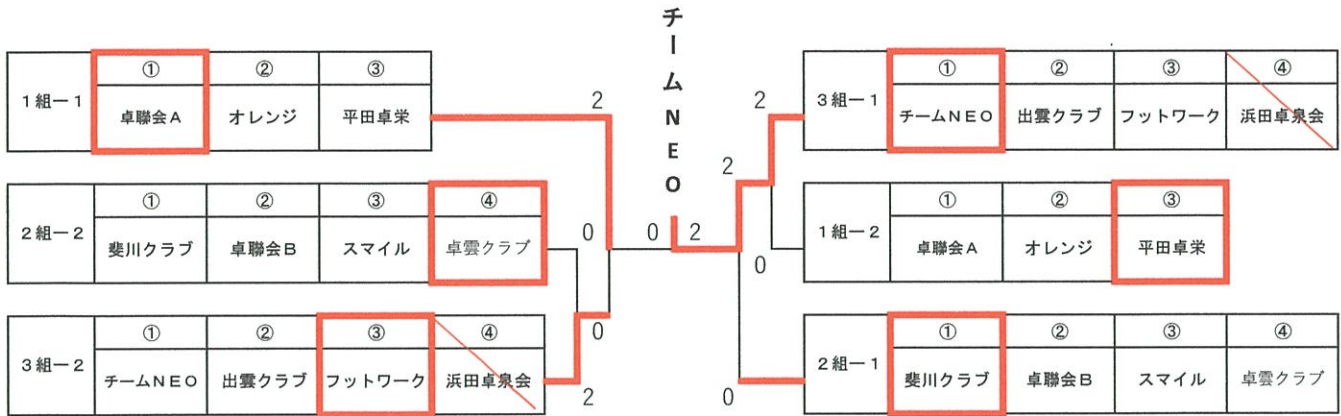 チームNEO
1組ー1
①
②
③
卓聯会A
オレンジ
平田卓栄
2
2組ー2
①
②
③
④
斐川クラブ
卓聯会B
スマイル
卓雲クラブ
0
3組ー2
①
②
③
④
チームNEO
出雲クラブ
フットワーク
浜田卓泉会
0
2
0
2
3組ー1
①
②
③
④
チームNEO
出雲クラブ
フットワーク
浜田卓泉会
2
2
1組ー2
①
②
③
卓聯会A
オレンジ
平田卓栄
0
2組ー1
①
②
③
④
斐川クラブ
卓聯会B
スマイル
卓雲クラブ
0